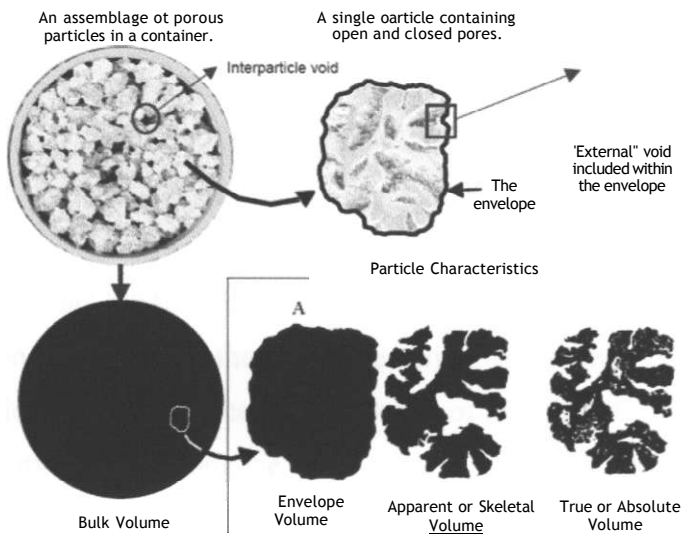 An assemblage ot porous
particles in a container.
A single oarticle containing
open and closed pores.
Interparticle void
'External" void
included within
the envelope
The
envelope
Particle Characteristics
A
Bulk Volume
Envelope
Volume
Apparent or Skeletal
Volume
True or Absolute
Volume